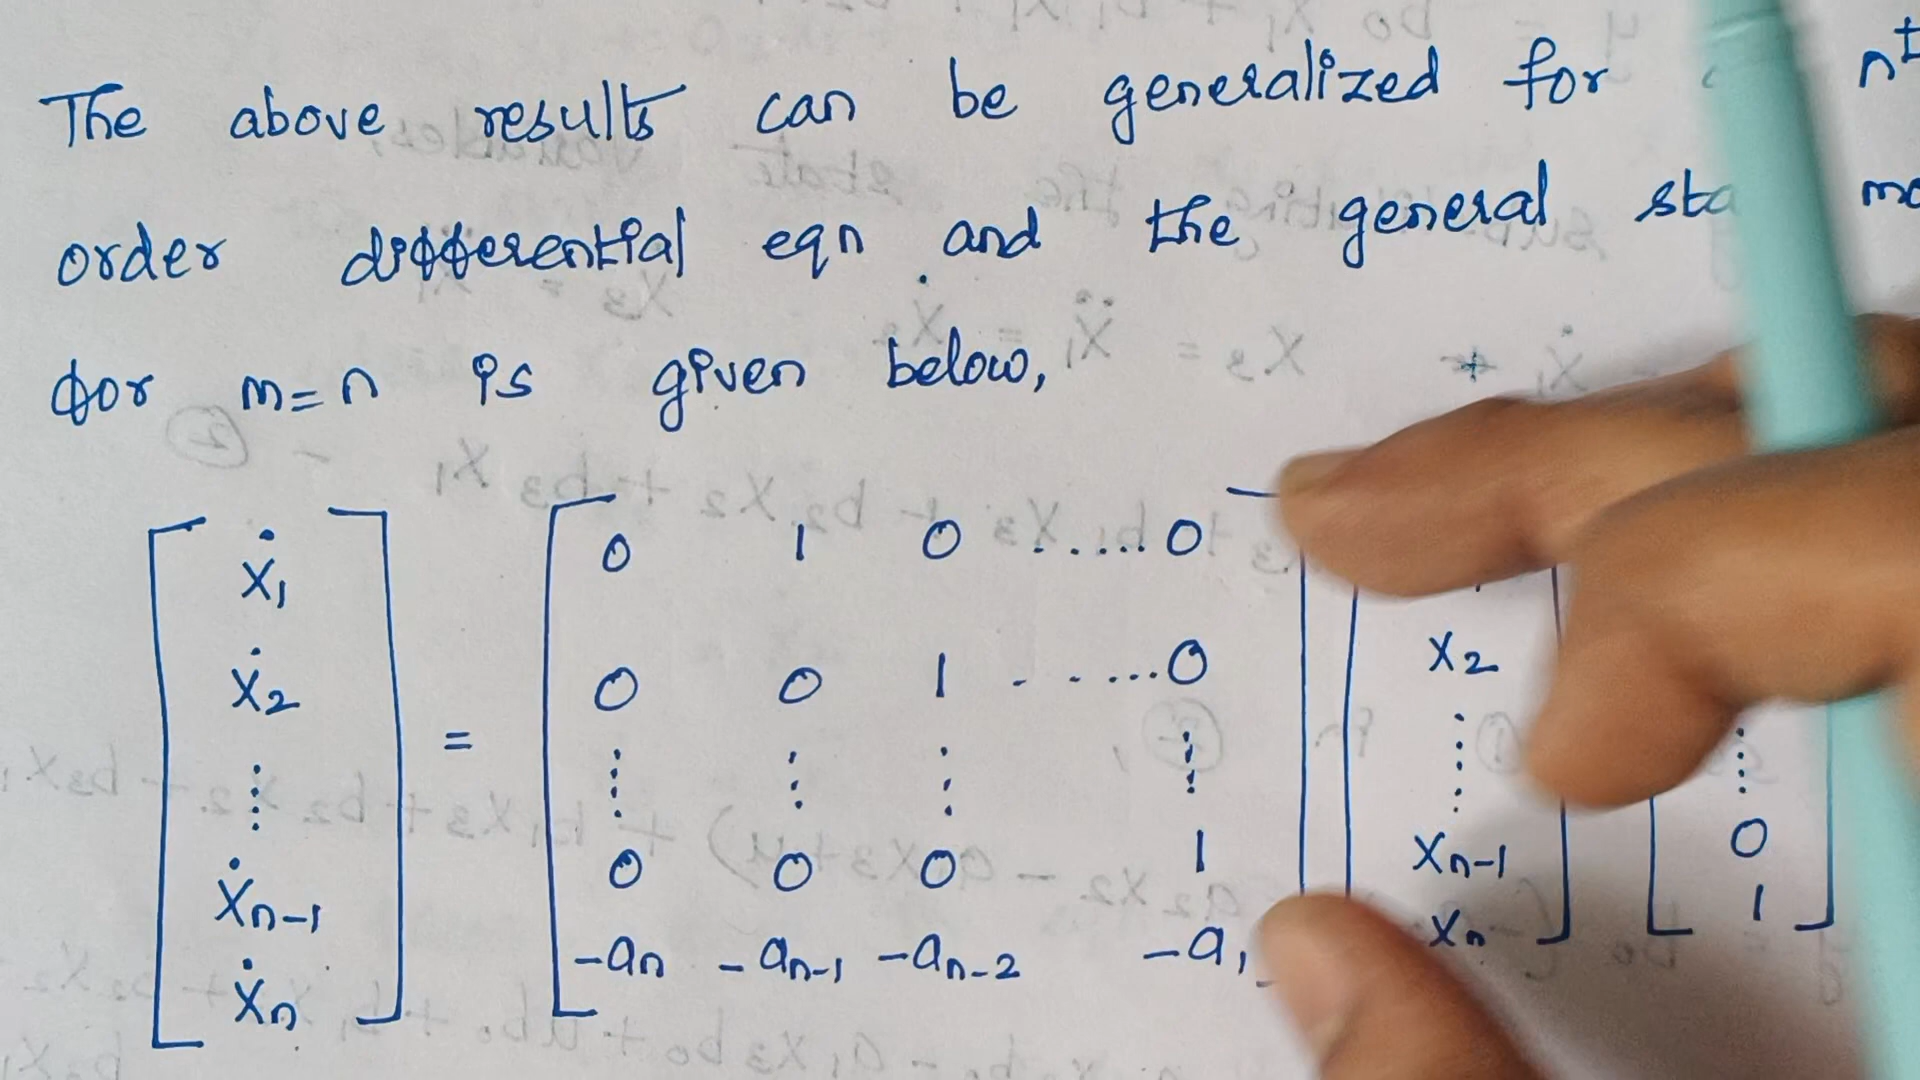 The above results can be generalized for
order differential eqn and the general
for m=n is given below,
ẋ1
ẋ2
⋮
ẋn-1
ẋn
=
0 1 0 ..... 0
0 0 1 ..... 0
⋮ ⋮ ⋮ ⋮
0 0 0 1
-an -an-1 -an-2 -a1
x2
⋮
xn-1
xn
⋮
0
1